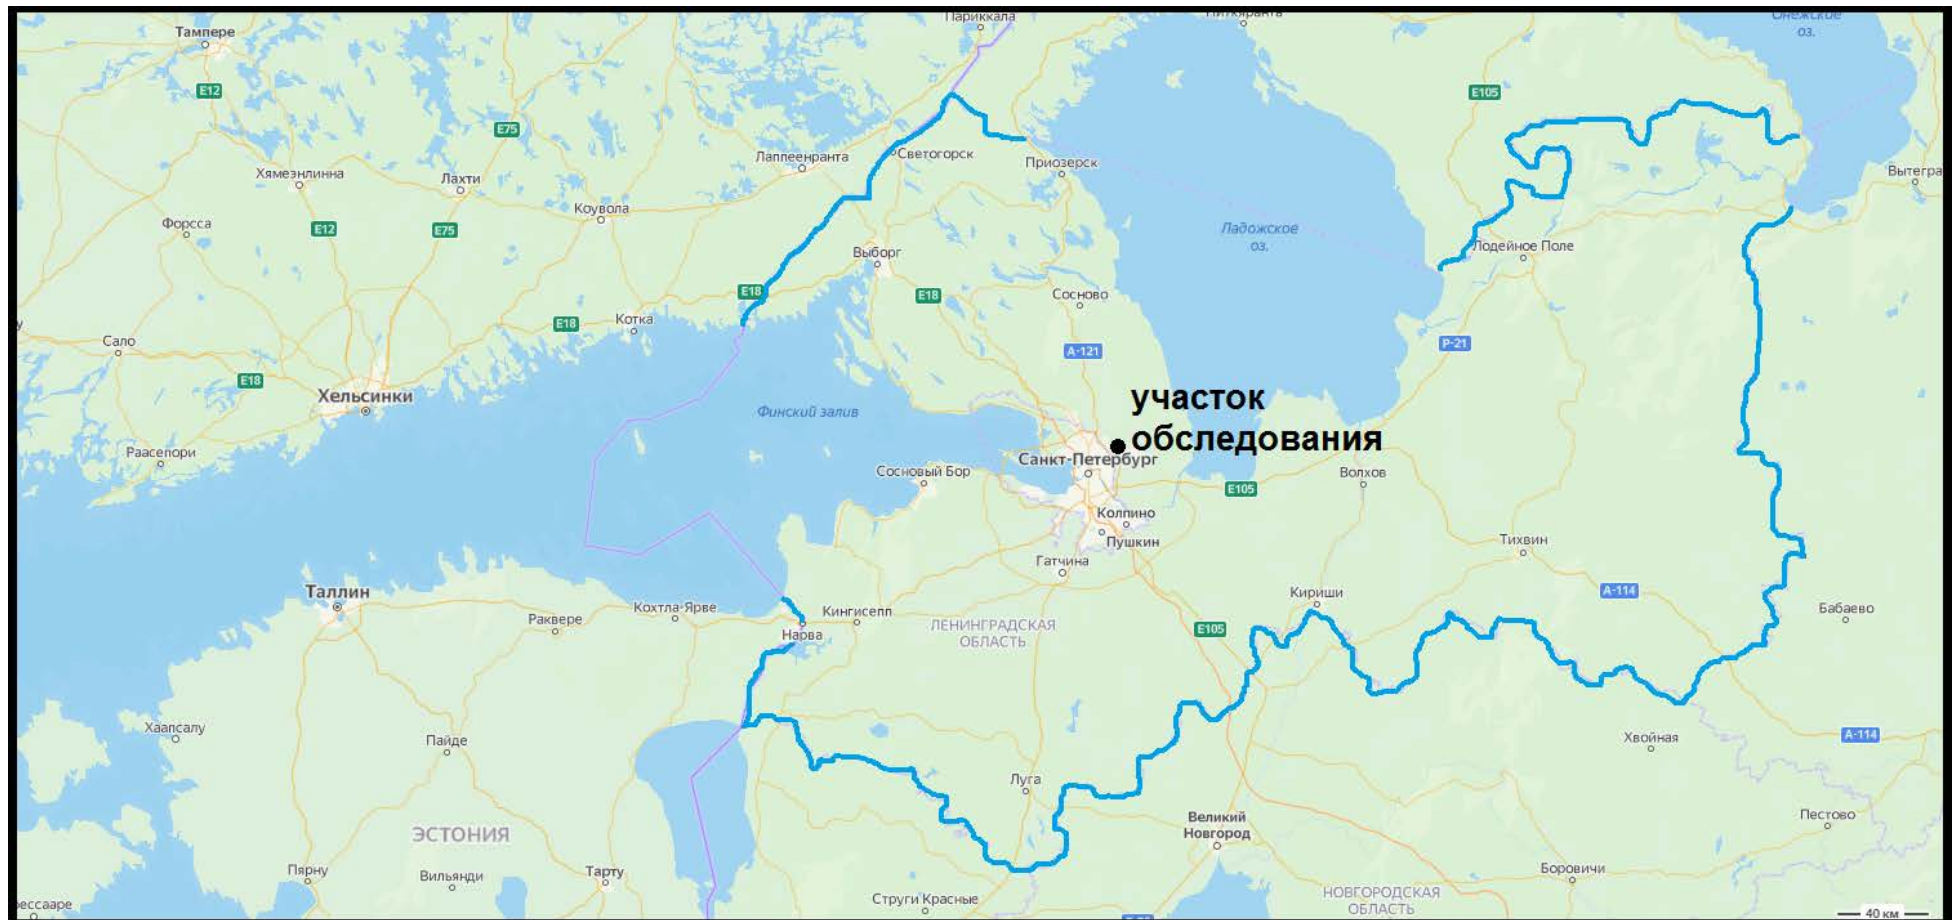 Париккала
Питкяранта
Онежское
оз.
Тампере
E12
E75
E105
Лаппеенранта
Светогорск
Приозерск
Хямеэнлинна
Лахти
Вытегра
Коувола
Форсса
E12
E75
Ладожское
оз.
Выборг
Лодейное Поле
E18
E18
Сосново
Котка
E18
Сало
А-121
Р-21
E18
Хельсинки
участок
обследования
Финский залив
Раасепори
Санкт-Петербург
Сосновый Бор
Волхов
E105
Колпино
Пушкин
Тихвин
Гатчина
Таллин
Кириши
А-114
Кохтла-Ярве
Кингисепп
Бабаево
Раквере
ЛЕНИНГРАДСКАЯ
ОБЛАСТЬ
E105
Нарва
Хаапсалу
Пайде
Хвойная
А-114
Луга
ЭСТОНИЯ
Великий
Новгород
Пестово
Пярну
Вильянди
Тарту
Боровичи
Струги Красные
НОВГОРОДСКАЯ
ОБЛАСТЬ
ессааре
40 км